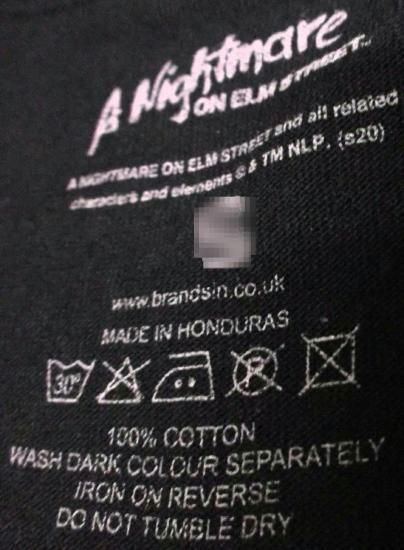 A Nightmare
ON ELM STREET
A NIGHTMARE ON ELM STREET and all related
characters and elements © & TM NLP. (s20)
S
www.brandsin.co.uk
MADE IN HONDURAS
30° P
100% COTTON
WASH DARK COLOUR SEPARATELY
IRON ON REVERSE
DO NOT TUMBLE DRY